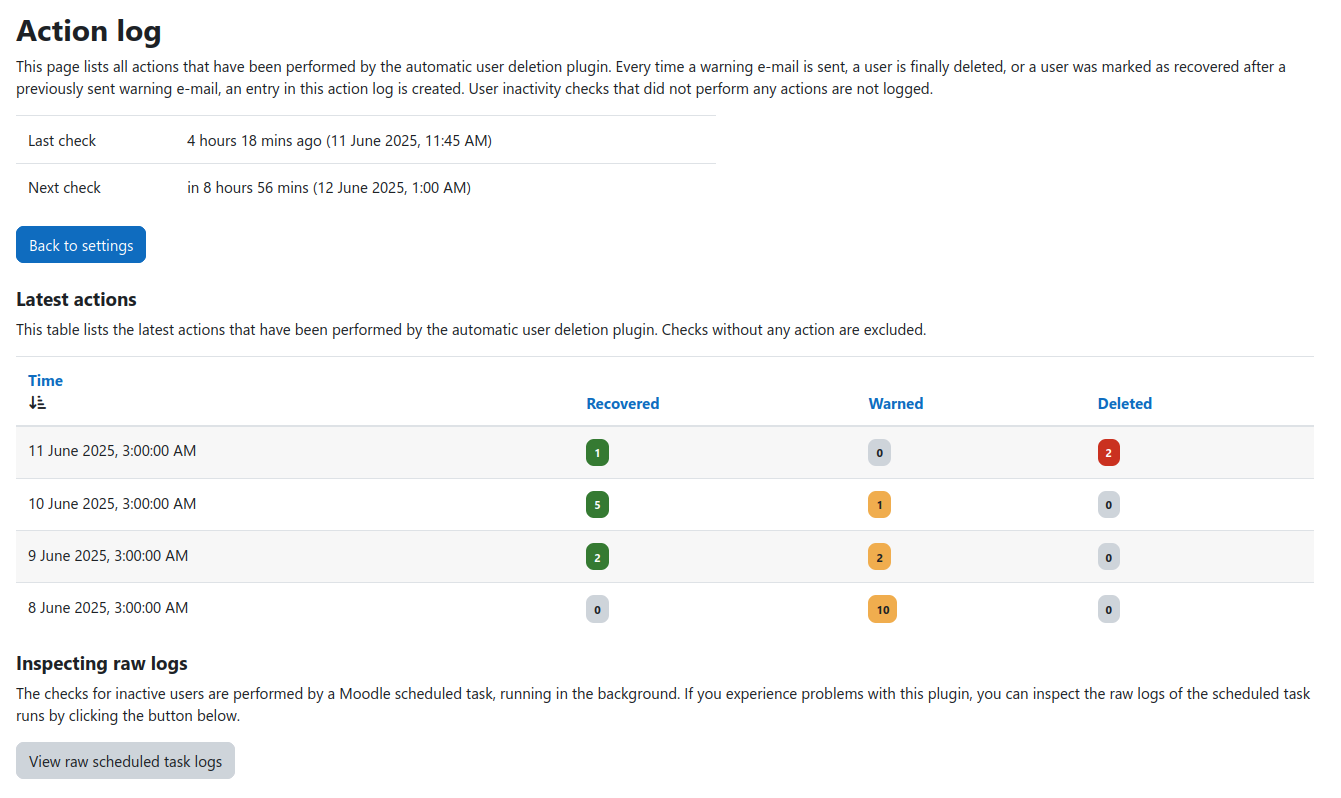 Action log
This page lists all actions that have been performed by the automatic user deletion plugin. Every time a warning e-mail is sent, a user is finally deleted, or a user was marked as recovered after a
previously sent warning e-mail, an entry in this action log is created. User inactivity checks that did not perform any actions are not logged.
Last check 4 hours 18 mins ago (11 June 2025, 11:45 AM)
Next check in 8 hours 56 mins (12 June 2025, 1:00 AM)
Back to settings
Latest actions
This table lists the latest actions that have been performed by the automatic user deletion plugin. Checks without any action are excluded.
Time
Recovered Warned Deleted
11 June 2025, 3:00:00 AM 1 0 2
10 June 2025, 3:00:00 AM 5 1 0
9 June 2025, 3:00:00 AM 2 2 0
8 June 2025, 3:00:00 AM 0 10 0
Inspecting raw logs
The checks for inactive users are performed by a Moodle scheduled task, running in the background. If you experience problems with this plugin, you can inspect the raw logs of the scheduled task
runs by clicking the button below.
View raw scheduled task logs